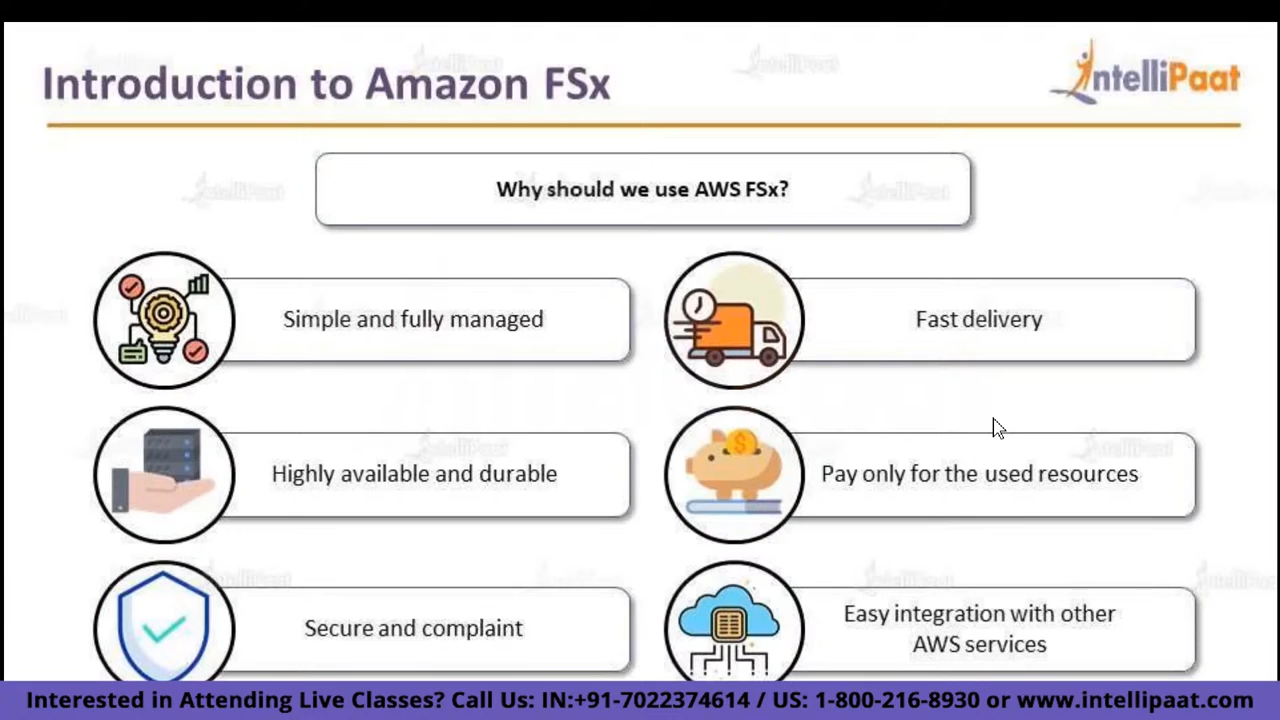 Introduction to Amazon FSx
IntelliPaat
Why should we use AWS FSx?
Simple and fully managed
Fast delivery
Highly available and durable
Pay only for the used resources
Secure and complaint
Easy integration with other
AWS services
Interested in Attending Live Classes? Call Us: IN:+91-7022374614 / US: 1-800-216-8930 or www.intellipaat.com